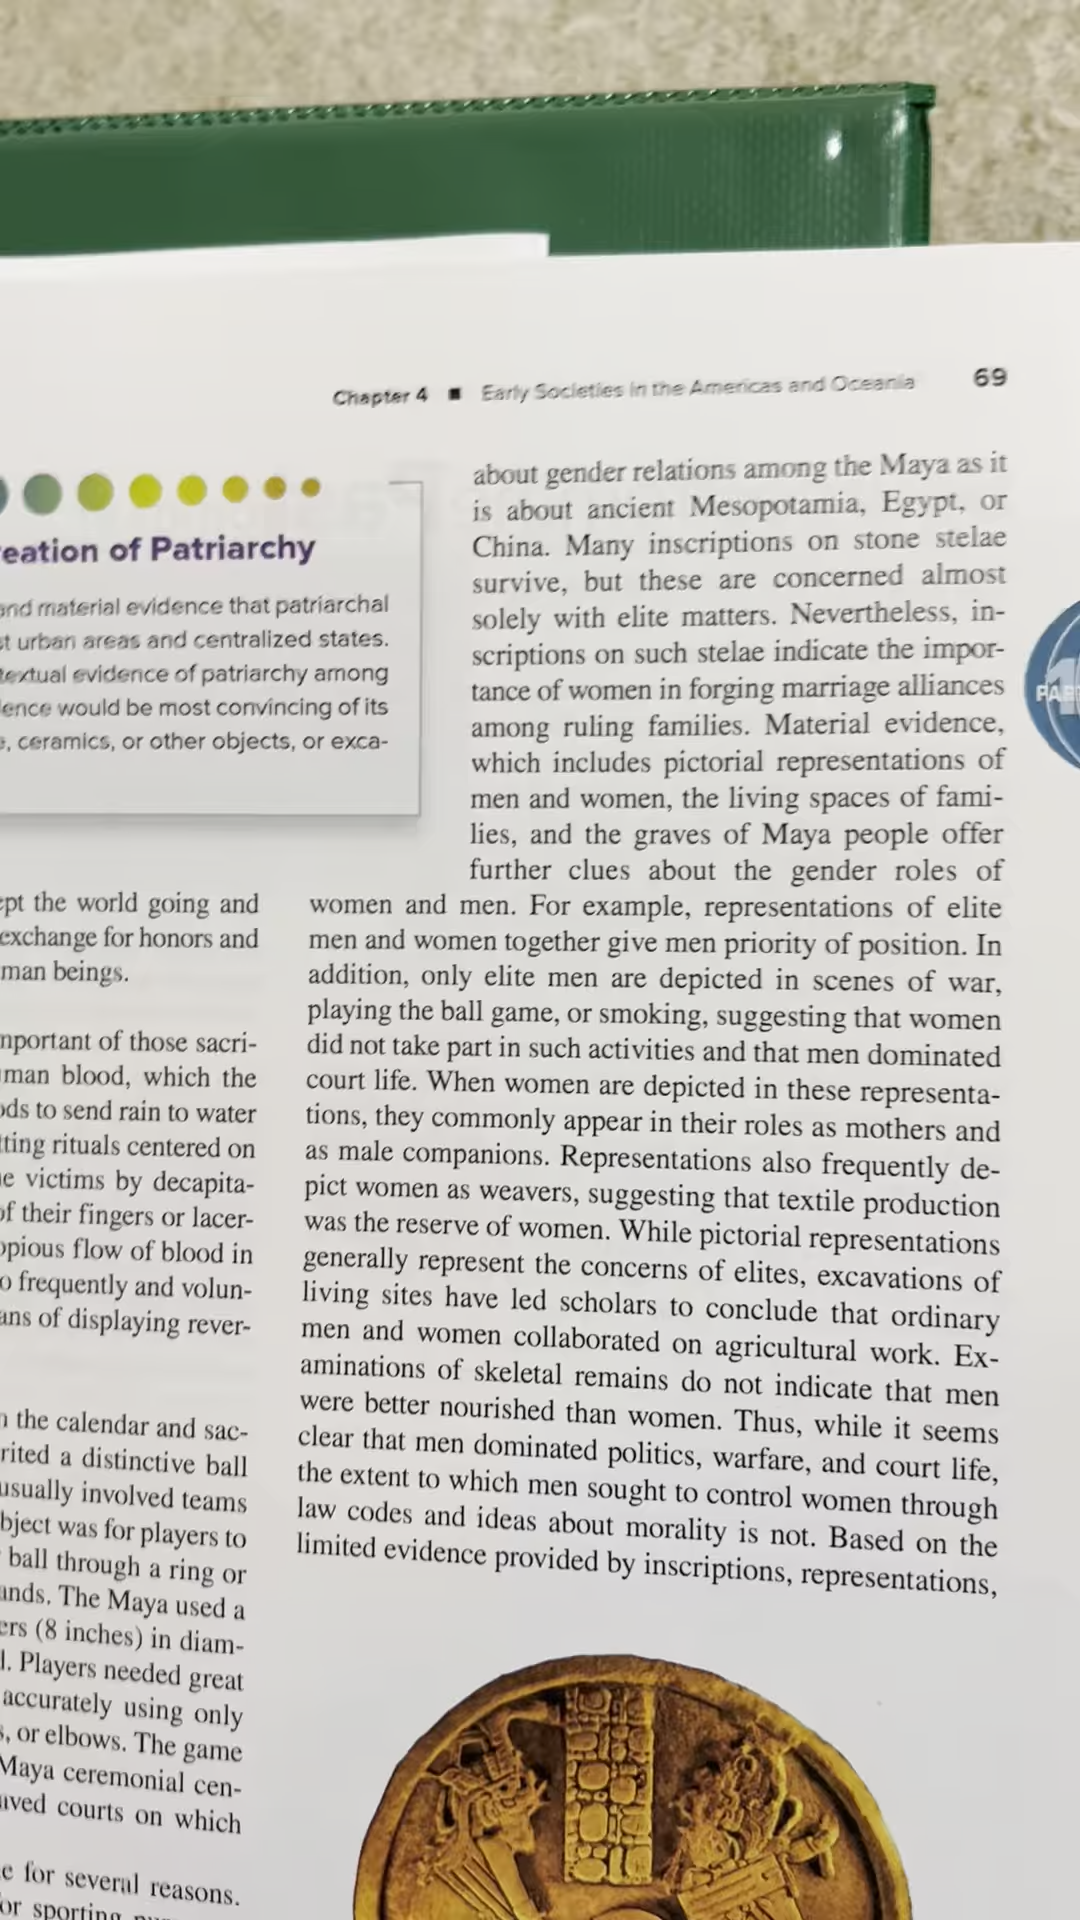 Chapter 4 ■ Early Societies in the Americas and Oceania 69
eation of Patriarchy
and material evidence that patriarchal
urban areas and centralized states.
textual evidence of patriarchy among
would be most convincing of its
ceramics, or other objects, or exca-
the world going and
exchange for honors and
man beings.
of those sacri-
man blood, which the
to send rain to water
rituals centered on
victims by decapita-
of their fingers or lacer-
flow of blood in
frequently and volun-
of displaying rever-
the calendar and sac-
a distinctive ball
usually involved teams
was for players to
ball through a ring or
The Maya used a
(8 inches) in diam-
Players needed great
accurately using only
or elbows. The game
Maya ceremonial cen-
courts on which
for several reasons.
sporting
about gender relations among the Maya as it
is about ancient Mesopotamia, Egypt, or
China. Many inscriptions on stone stelae
survive, but these are concerned almost
solely with elite matters. Nevertheless, in-
scriptions on such stelae indicate the impor-
tance of women in forging marriage alliances
among ruling families. Material evidence,
which includes pictorial representations of
men and women, the living spaces of fami-
lies, and the graves of Maya people offer
further clues about the gender roles of
women and men. For example, representations of elite
men and women together give men priority of position. In
addition, only elite men are depicted in scenes of war,
playing the ball game, or smoking, suggesting that women
did not take part in such activities and that men dominated
court life. When women are depicted in these representa-
tions, they commonly appear in their roles as mothers and
as male companions. Representations also frequently de-
pict women as weavers, suggesting that textile production
was the reserve of women. While pictorial representations
generally represent the concerns of elites, excavations of
living sites have led scholars to conclude that ordinary
men and women collaborated on agricultural work. Ex-
aminations of skeletal remains do not indicate that men
were better nourished than women. Thus, while it seems
clear that men dominated politics, warfare, and court life,
the extent to which men sought to control women through
law codes and ideas about morality is not. Based on the
limited evidence provided by inscriptions, representations,